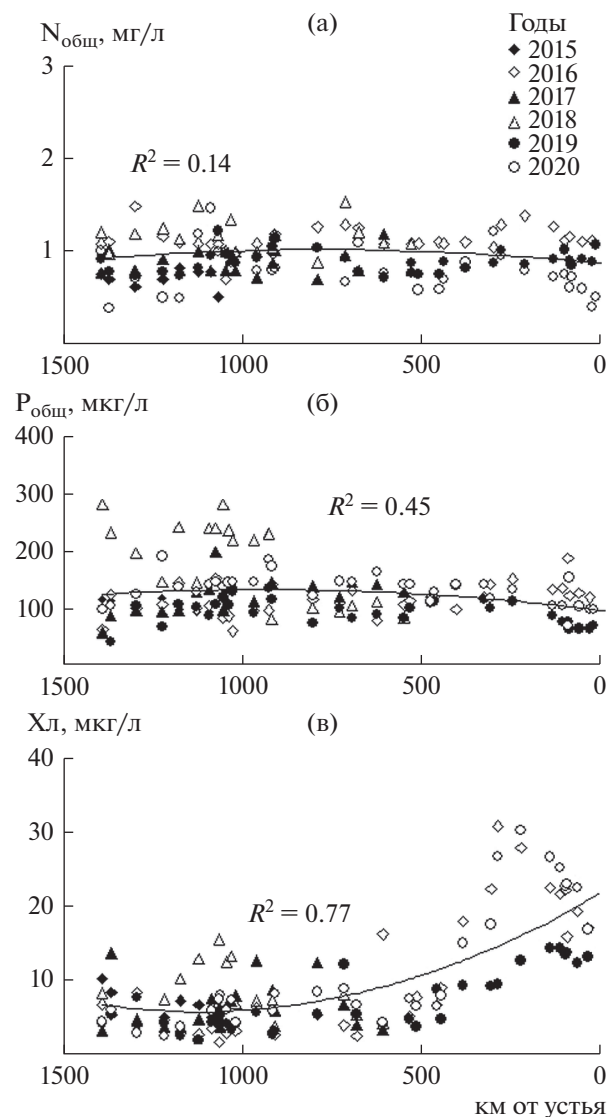 N общ, мг/л
(а)
Годы
2015
2016
2017
2018
2019
2020
3
2
1
R² = 0.14
1500 1000 500 0
P общ, мкг/л
(б)
400
300
200
100
R² = 0.45
1500 1000 500 0
Хл, мкг/л
(в)
40
30
20
10
R² = 0.77
1500 1000 500 0
км от устья